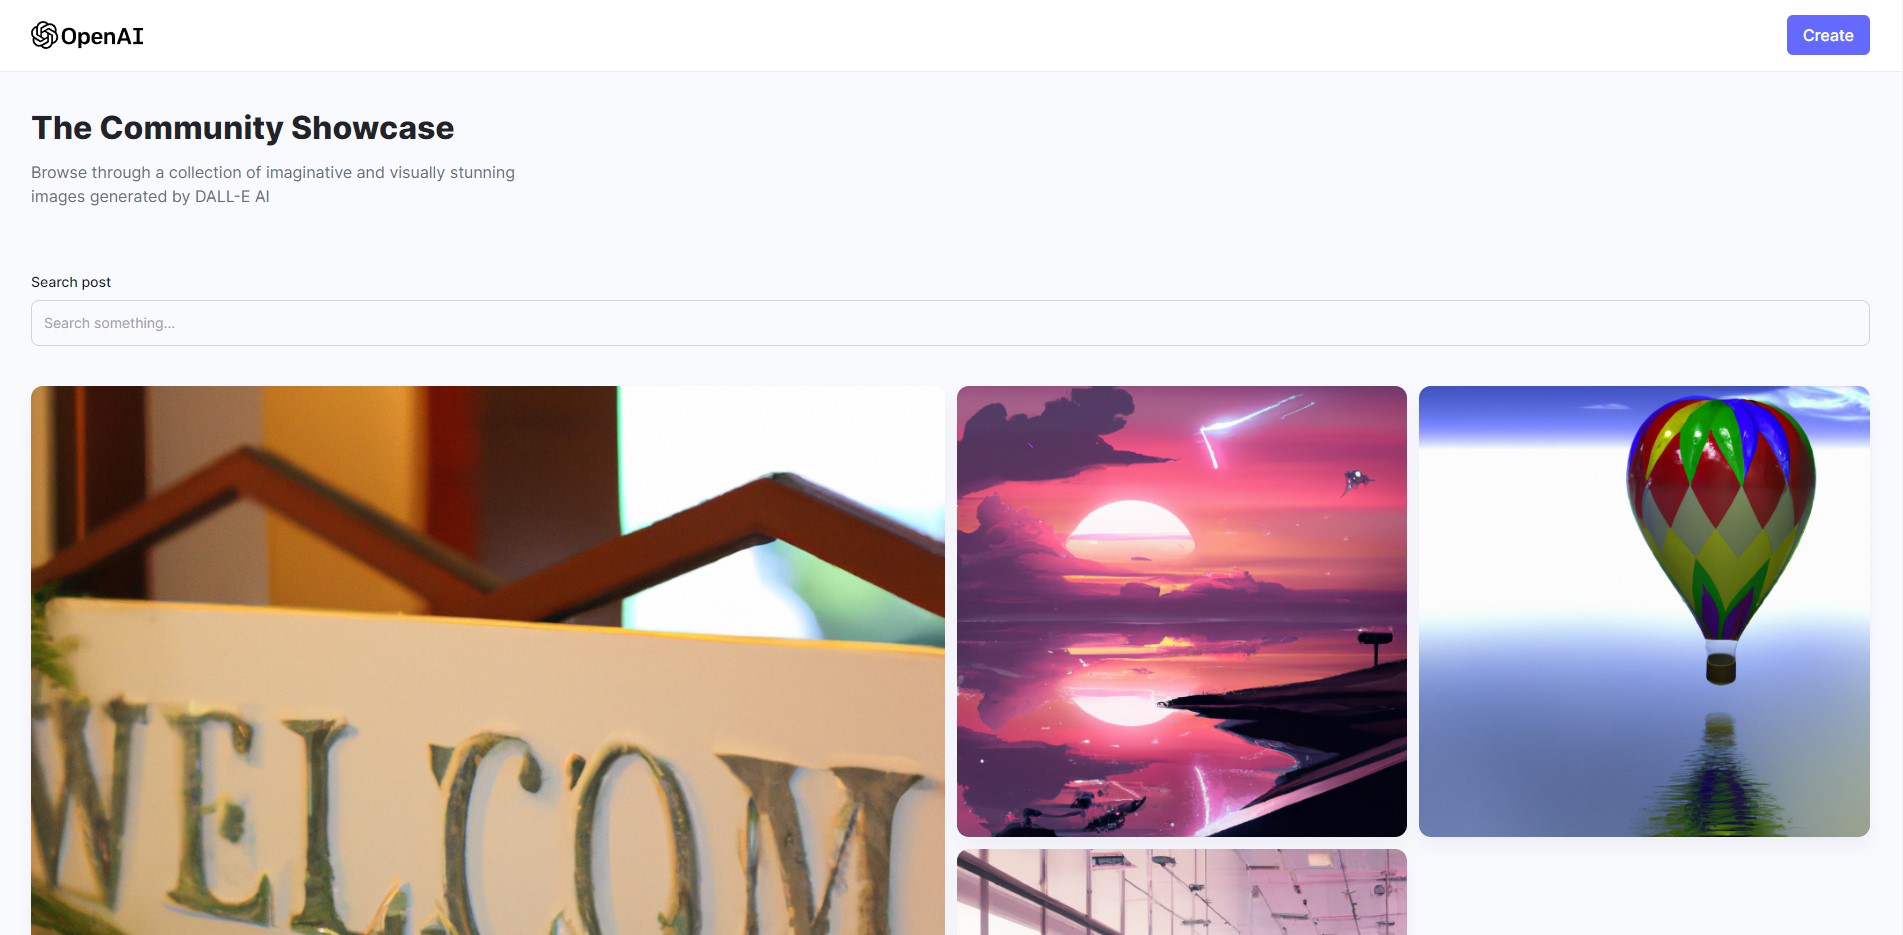 OpenAI
Create
The Community Showcase
Browse through a collection of imaginative and visually stunning
images generated by DALL-E AI
Search post
Search something...
WELCOM